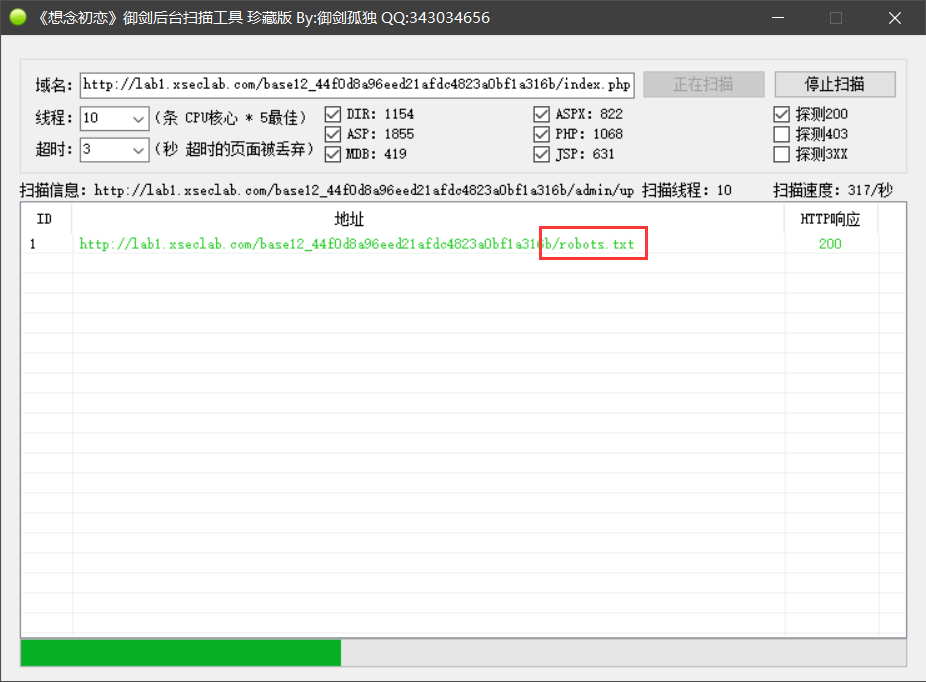 《想念初恋》御剑后台扫描工具 珍藏版 By:御剑孤独 QQ:343034656
域名: http://lab1.xseclab.com/base12_44f0d8a96eed21afdc4823a0bf1a316b/index.php 正在扫描 停止扫描
线程: 10 (条 CPU核心 * 5最佳) DIR: 1154 ASPX: 822 探测200
ASP: 1855 PHP: 1068 探测403
超时: 3 (秒 超时的页面被丢弃) MDB: 419 JSP: 631 探测3XX
扫描信息: http://lab1.xseclab.com/base12_44f0d8a96eed21afdc4823a0bf1a316b/admin/up 扫描线程: 10 扫描速度: 317/秒
ID 地址 HTTP响应
1 http://lab1.xseclab.com/base12_44f0d8a96eed21afdc4823a0bf1a316b/robots.txt 200